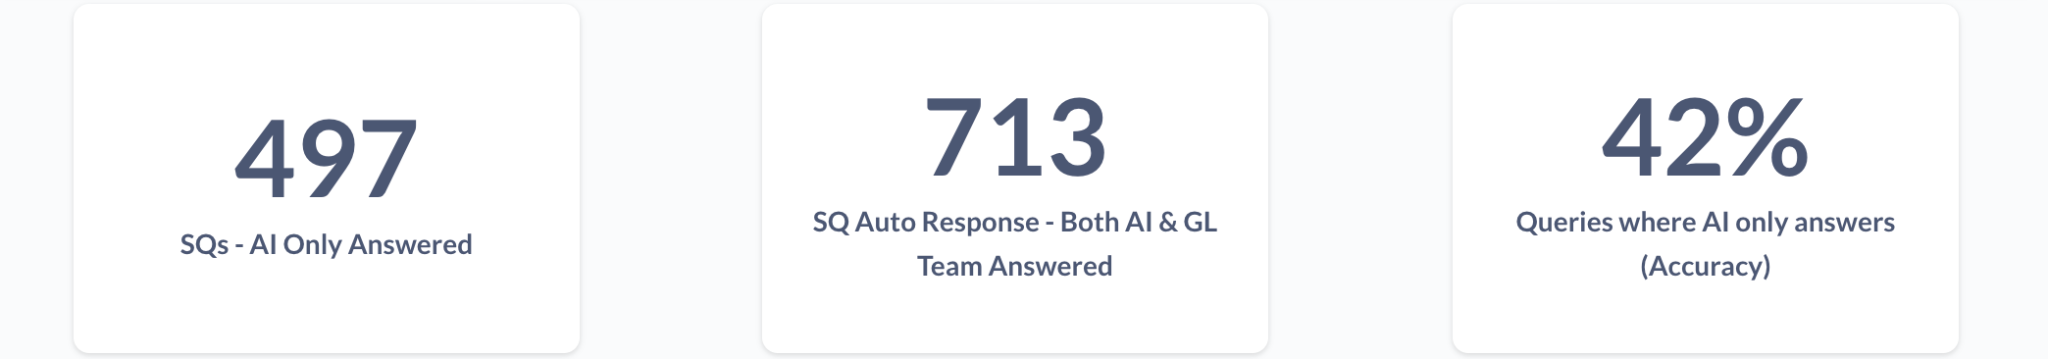 497
SQs - AI Only Answered
713
SQ Auto Response - Both AI & GL
Team Answered
42%
Queries where AI only answers
(Accuracy)